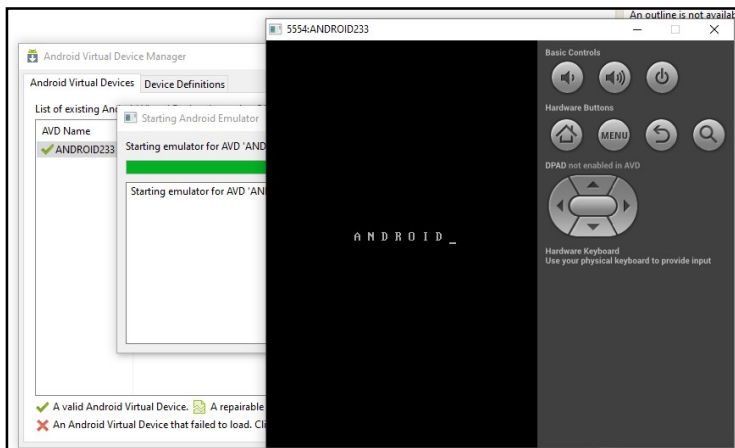 An outline is not availab
5554:ANDROID233
Android Virtual Device Manager
Android Virtual Devices
Device Definitions
List of existing
AVD Name
ANDROID233
Starting Android Emulator
Starting emulator for AVD 'AND
Starting emulator for AVD 'AN
A valid Android Virtual Device. A repairable
An Android Virtual Device that failed to load.
ANDROID_
Basic Controls
Hardware Buttons
MENU
DPAD not enabled in AVD
Hardware Keyboard
Use your physical keyboard to provide input